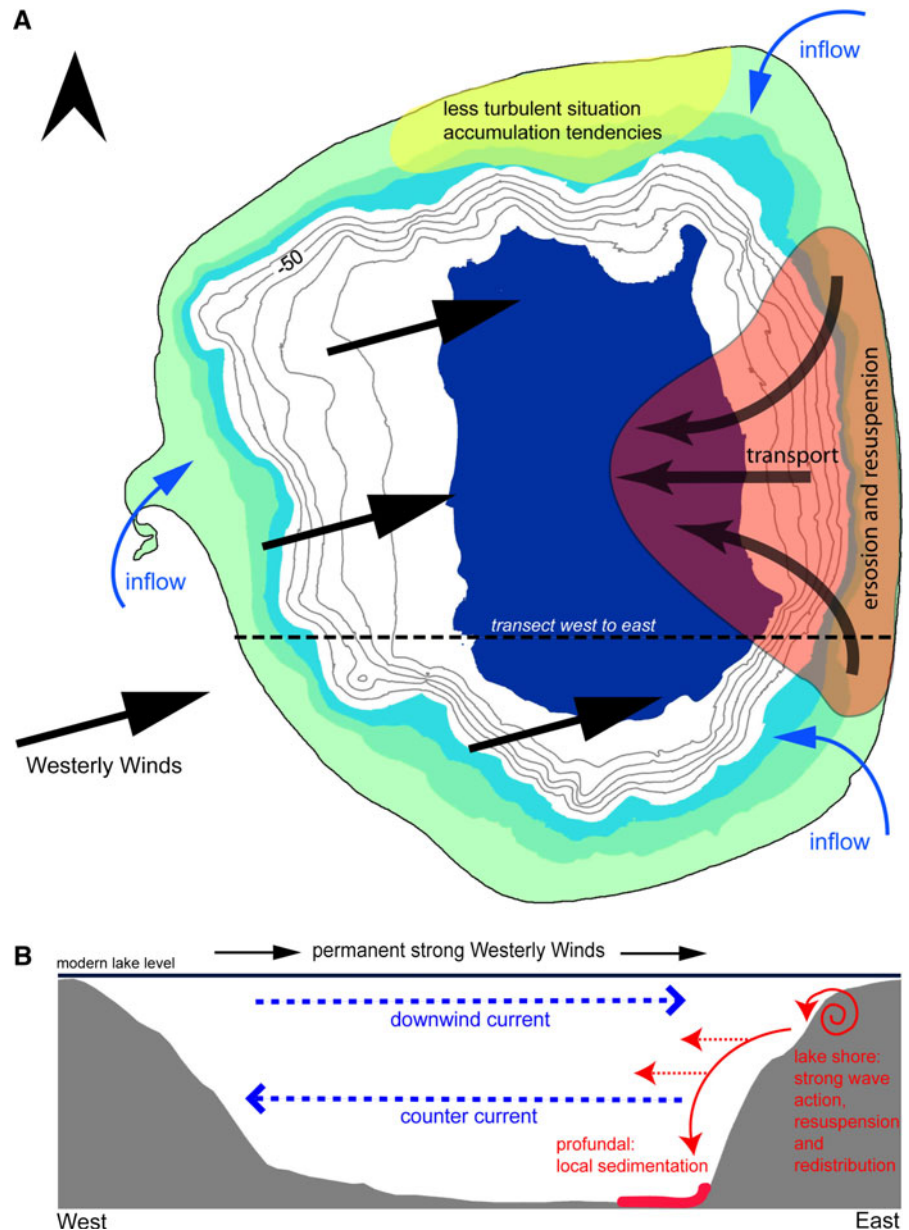 A
inflow
less turbulent situation
accumulation tendencies
-50
ersosion and resuspension
transport
inflow
transect west to east
Westerly Winds
inflow
B
permanent strong Westerly Winds
modern lake level
downwind current
counter current
lake shore:
strong wave
action,
resuspension
and
redistribution
profundal:
local sedimentation
West
East